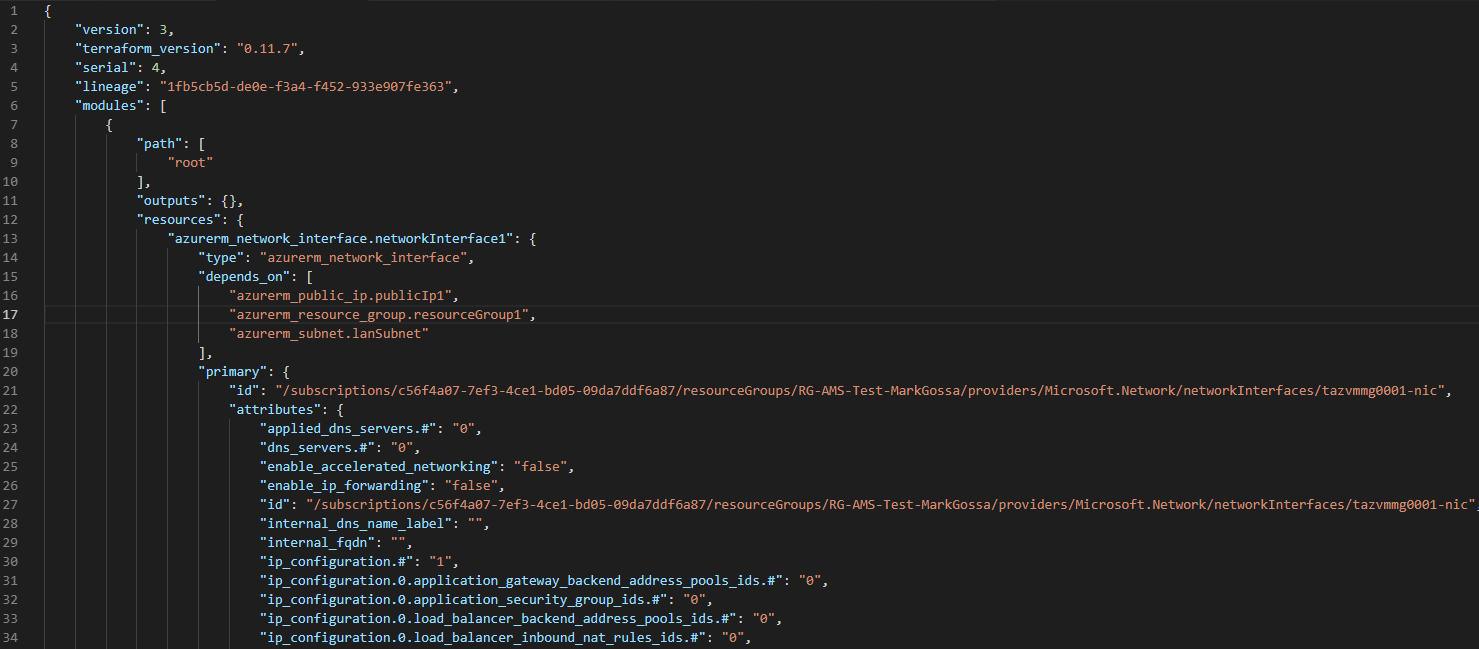 1 {
2 "version": 3,
3 "terraform_version": "0.11.7",
4 "serial": 4,
5 "lineage": "1fb5cb5d-de0e-f3a4-f452-933e907fe363",
6 "modules": [
7 {
8 "path": [
9 "root"
10 ],
11 "outputs": {},
12 "resources": {
13 "azurerm_network_interface.networkInterface1": {
14 "type": "azurerm_network_interface",
15 "depends_on": [
16 "azurerm_public_ip.publicIp1",
17 "azurerm_resource_group.resourceGroup1",
18 "azurerm_subnet.lanSubnet"
19 ],
20 "primary": {
21 "id": "/subscriptions/c56f4a07-7ef3-4ce1-bd05-09da7ddf6a87/resourceGroups/RG-AMS-Test-MarkGossa/providers/Microsoft.Network/networkInterfaces/tazvmmg0001-nic",
22 "attributes": {
23 "applied_dns_servers.#": "0",
24 "dns_servers.#": "0",
25 "enable_accelerated_networking": "false",
26 "enable_ip_forwarding": "false",
27 "id": "/subscriptions/c56f4a07-7ef3-4ce1-bd05-09da7ddf6a87/resourceGroups/RG-AMS-Test-MarkGossa/providers/Microsoft.Network/networkInterfaces/tazvmmg0001-nic",
28 "internal_dns_name_label": "",
29 "internal_fqdn": "",
30 "ip_configuration.#": "1",
31 "ip_configuration.0.application_gateway_backend_address_pools_ids.#": "0",
32 "ip_configuration.0.application_security_group_ids.#": "0",
33 "ip_configuration.0.load_balancer_backend_address_pools_ids.#": "0",
34 "ip_configuration.0.load_balancer_inbound_nat_rules_ids.#": "0",